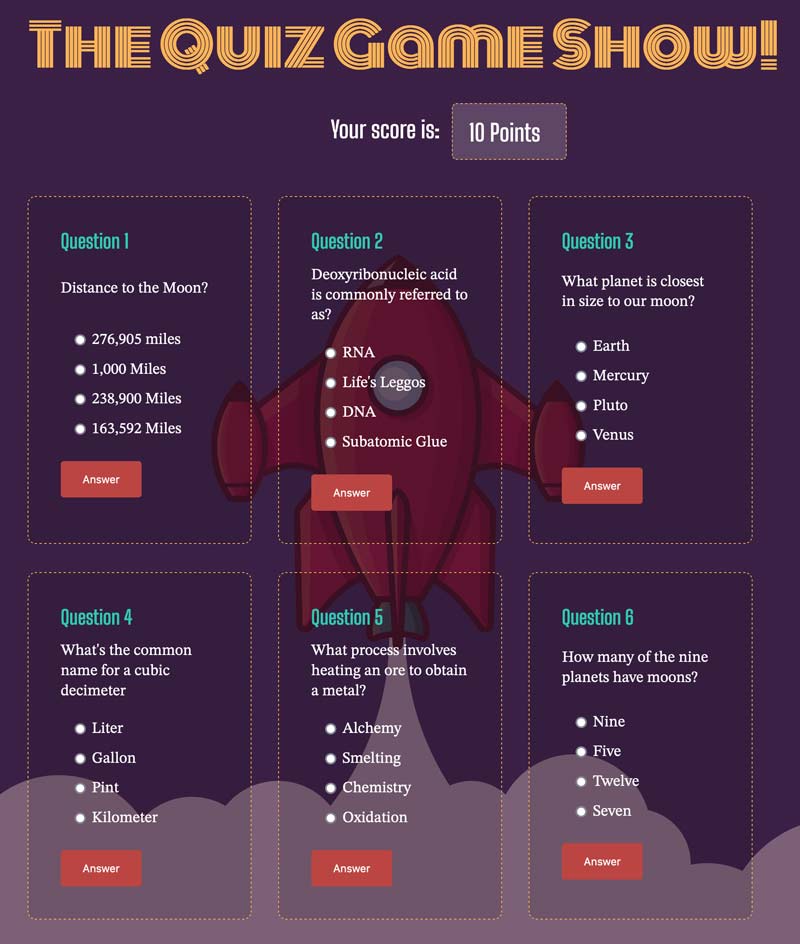 The Quiz Game Show!
Your score is: 10 Points
Question 1
Distance to the Moon?
276,905 miles
1,000 Miles
238,900 Miles
163,592 Miles
Answer
Question 2
Deoxyribonucleic acid
is commonly referred to
as?
RNA
Life's Leggos
DNA
Subatomic Glue
Answer
Question 3
What planet is closest
in size to our moon?
Earth
Mercury
Pluto
Venus
Answer
Question 4
What's the common
name for a cubic
decimeter
Liter
Gallon
Pint
Kilometer
Answer
Question 5
What process involves
heating an ore to obtain
a metal?
Alchemy
Smelting
Chemistry
Oxidation
Answer
Question 6
How many of the nine
planets have moons?
Nine
Five
Twelve
Seven
Answer